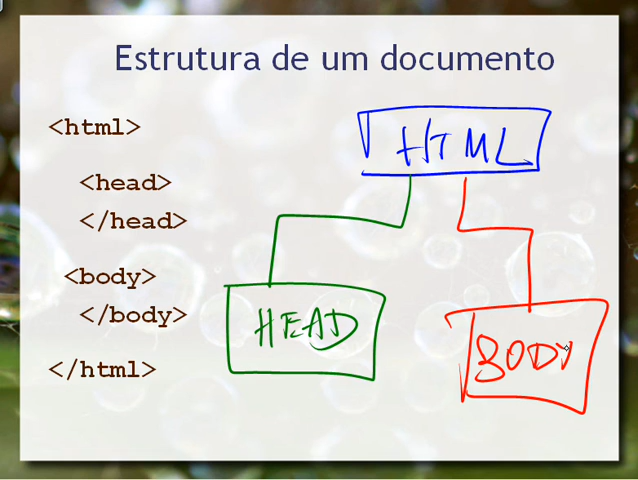 Estrutura de um documento
<html>
<head>
</head>
<body>
</body>
</html>
HTML
HEAD
BODY